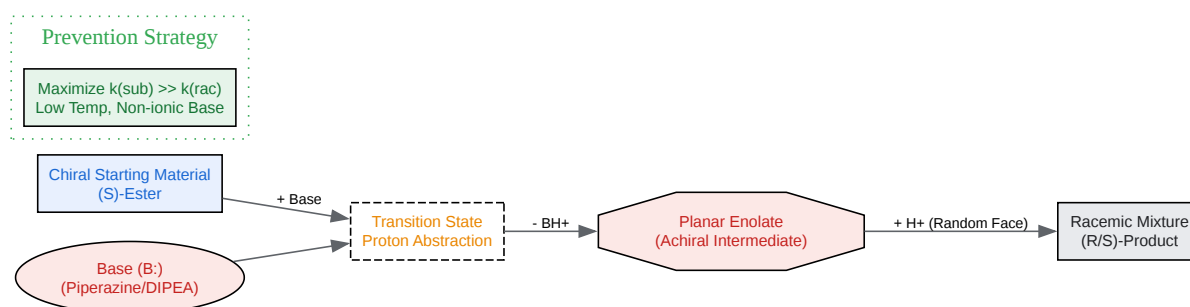 Prevention Strategy
Maximize k(sub) >> k(rac)
Low Temp, Non-ionic Base
Chiral Starting Material
(S)-Ester
+ Base
Base (B:)
(Piperazine/DIPEA)
Transition State
Proton Abstraction
- BH+
Planar Enolate
(Achiral Intermediate)
+ H+ (Random Face)
Racemic Mixture
(R/S)-Product